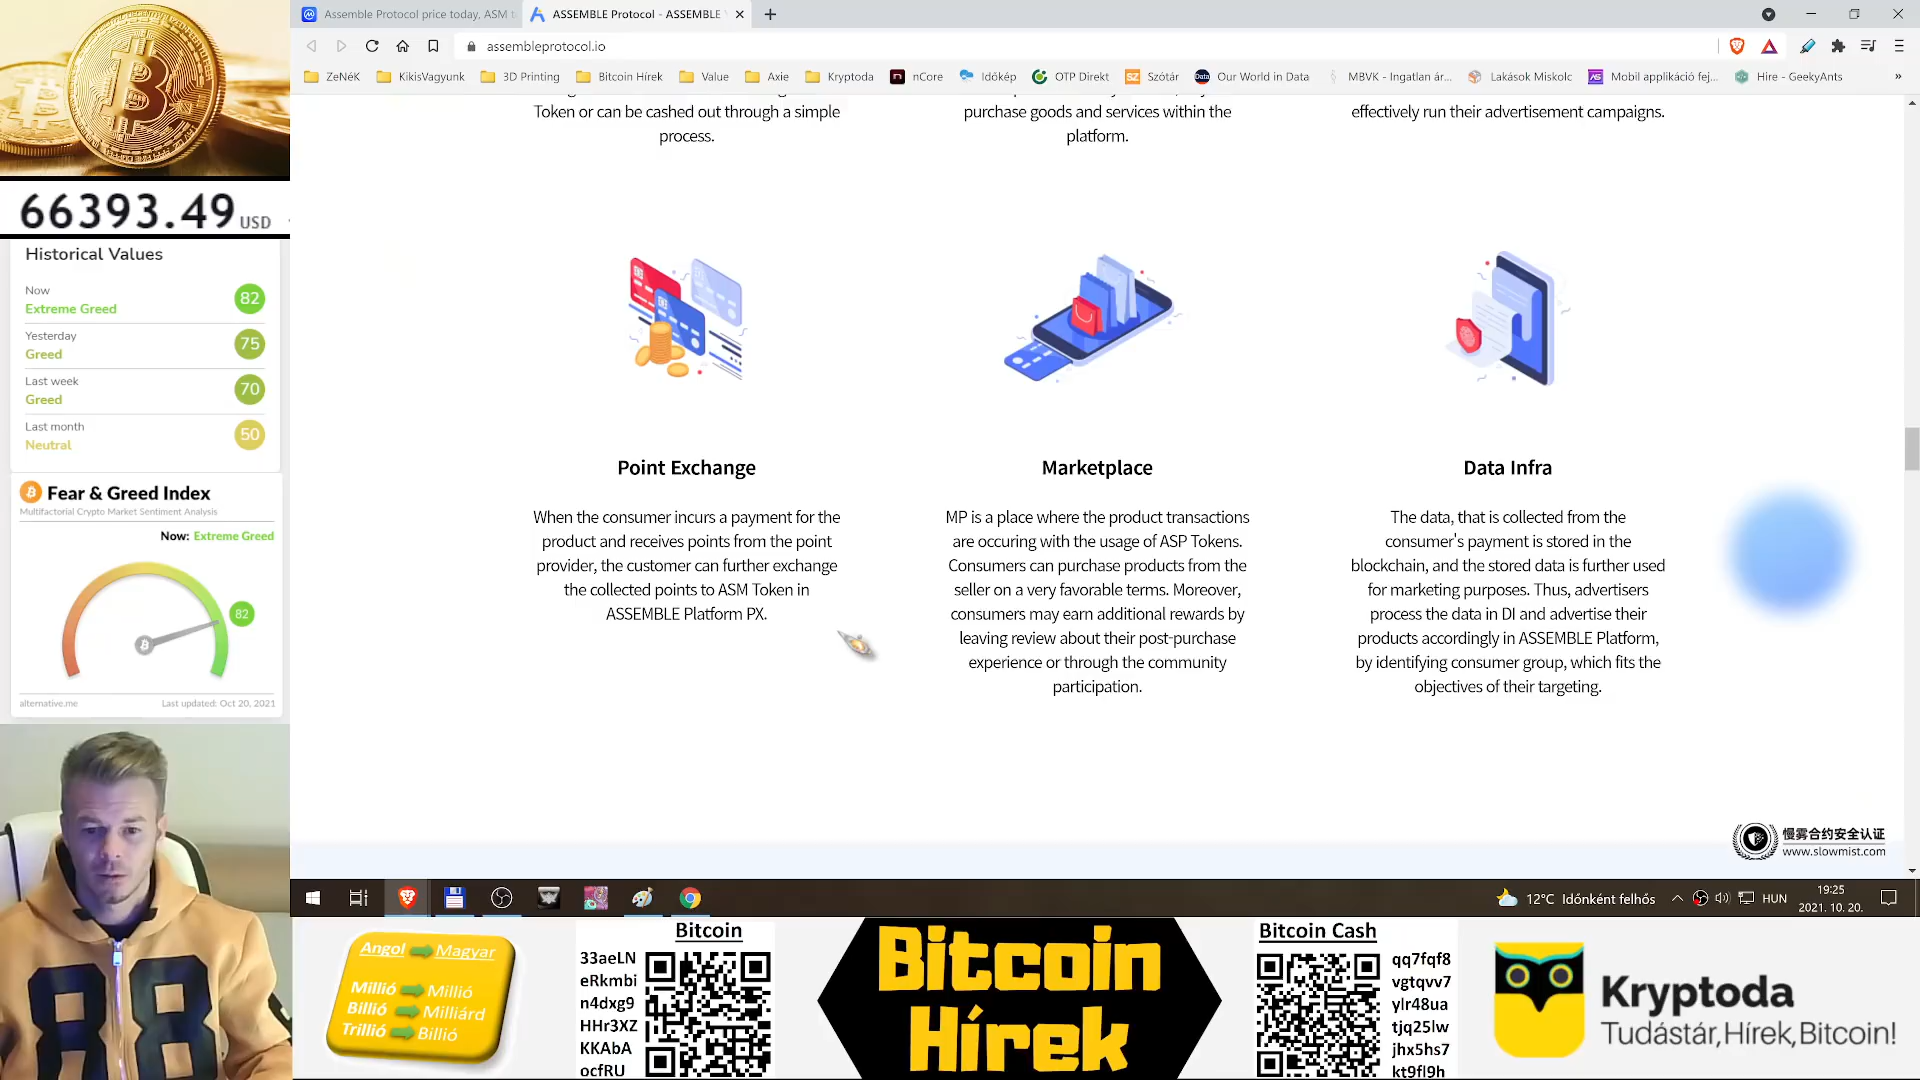 Assemble Protocol price today, ASM t
ASSEMBLE Protocol - ASSEMBLE
assembleprotocol.io
ZeNéK
KikisVagyunk
3D Printing
Bitcoin Hírek
Value
Axie
Kryptoda
nCore
Időkép
OTP Direkt
Szótár
Our World in Data
MBVK - Ingatlan ár...
Lakások Miskolc
Mobil applikáció fej...
Hire - GeekyAnts
»
66393.49 USD
Historical Values
Now
Extreme Greed
82
Yesterday
Greed
75
Last week
Greed
70
Last month
Neutral
50
Fear & Greed Index
Multifactorial Crypto Market Sentiment Analysis
Now: Extreme Greed
82
alternative.me
Last updated: Oct 20, 2021
Token or can be cashed out through a simple
process.
purchase goods and services within the
platform.
effectively run their advertisement campaigns.
Point Exchange
When the consumer incurs a payment for the
product and receives points from the point
provider, the customer can further exchange
the collected points to ASM Token in
ASSEMBLE Platform PX.
Marketplace
MP is a place where the product transactions
are occuring with the usage of ASP Tokens.
Consumers can purchase products from the
seller on a very favorable terms. Moreover,
consumers may earn additional rewards by
leaving review about their post-purchase
experience or through the community
participation.
Data Infra
The data, that is collected from the
consumer's payment is stored in the
blockchain, and the stored data is further used
for marketing purposes. Thus, advertisers
process the data in DI and advertise their
products accordingly in ASSEMBLE Platform,
by identifying consumer group, which fits the
objectives of their targeting.
慢雾合约安全认证
www.slowmist.com
12°C Időnként felhős
HUN
19:25
2021. 10. 20.
88
Angol Magyar
Millió Millió
Billió Milliárd
Trillió Billió
Bitcoin
33aeLN
eRkmbi
n4dxg9
HHr3XZ
KKAbA
ocfRU
Bitcoin
Hírek
Bitcoin Cash
qq7fqf8
vgtqvv7
ylr48ua
tjq25lw
jhx5hs7
kt9fl9h
Kryptoda
Tudástár,Hírek,Bitcoin!